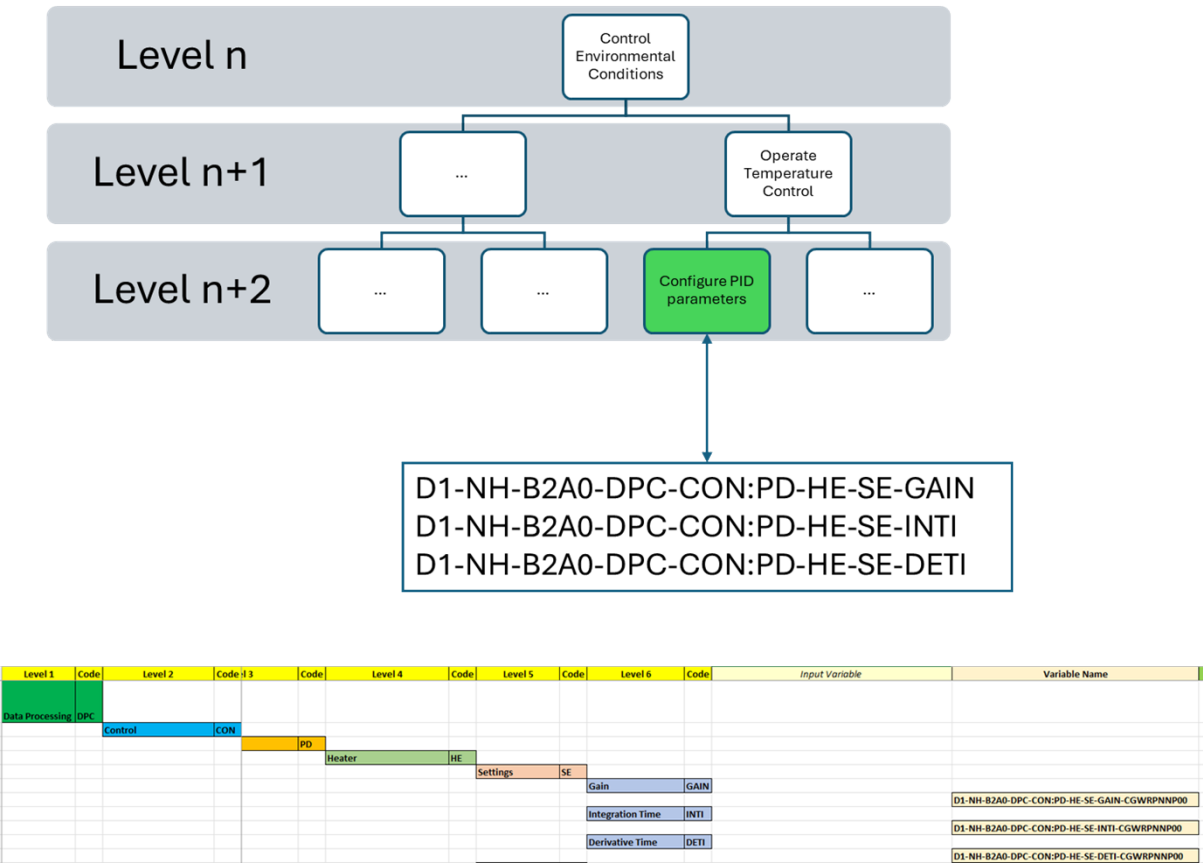 Level n
Control
Environmental
Conditions
Level n+1
...
Operate
Temperature
Control
Level n+2
...
...
Configure PID
parameters
...
D1-NH-B2A0-DPC-CON:PD-HE-SE-GAIN
D1-NH-B2A0-DPC-CON:PD-HE-SE-INTI
D1-NH-B2A0-DPC-CON:PD-HE-SE-DETI
Level 1 Code Level 2 Code l 3 Code Level 4 Code Level 5 Code Level 6 Code Input Variable Variable Name
Data Processing DPC
Control CON
PD
Heater HE
Settings SE
Gain GAIN
D1-NH-B2A0-DPC-CON:PD-HE-SE-GAIN-CGWRPNNP00
Integration Time INTI
D1-NH-B2A0-DPC-CON:PD-HE-SE-INTI-CGWRPNNP00
Derivative Time DETI
D1-NH-B2A0-DPC-CON:PD-HE-SE-DETI-CGWRPNNP00